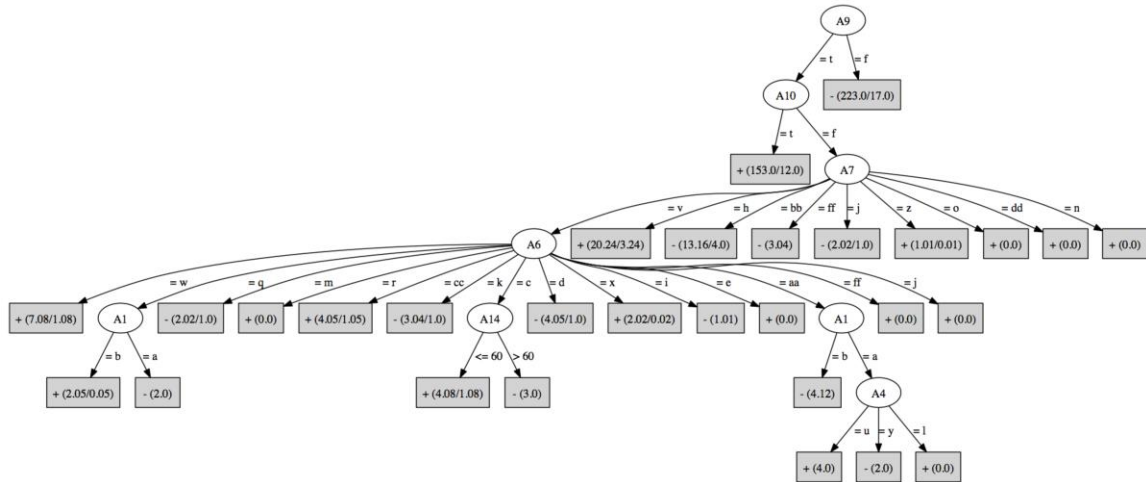 A9
= t = f
A10 - (223.0/17.0)
= t = f
+ (153.0/12.0) A7
= v = h = bb = ff = j = z = o = dd = n
A6 + (20.24/3.24) - (13.16/4.0) - (3.04) - (2.02/1.0) + (1.01/0.01) + (0.0) + (0.0) + (0.0)
= w = q = m = r = cc = k = c = d = x = i = e = aa = ff = j
+ (7.08/1.08) A1 - (2.02/1.0) + (0.0) + (4.05/1.05) - (3.04/1.0) A14 - (4.05/1.0) + (2.02/0.02) - (1.01) + (0.0) A1 + (0.0) + (0.0)
= b = a <= 60 > 60 = b = a
+ (2.05/0.05) - (2.0) + (4.08/1.08) - (3.0) - (4.12) A4
= u = y = l
+ (4.0) - (2.0) + (0.0)